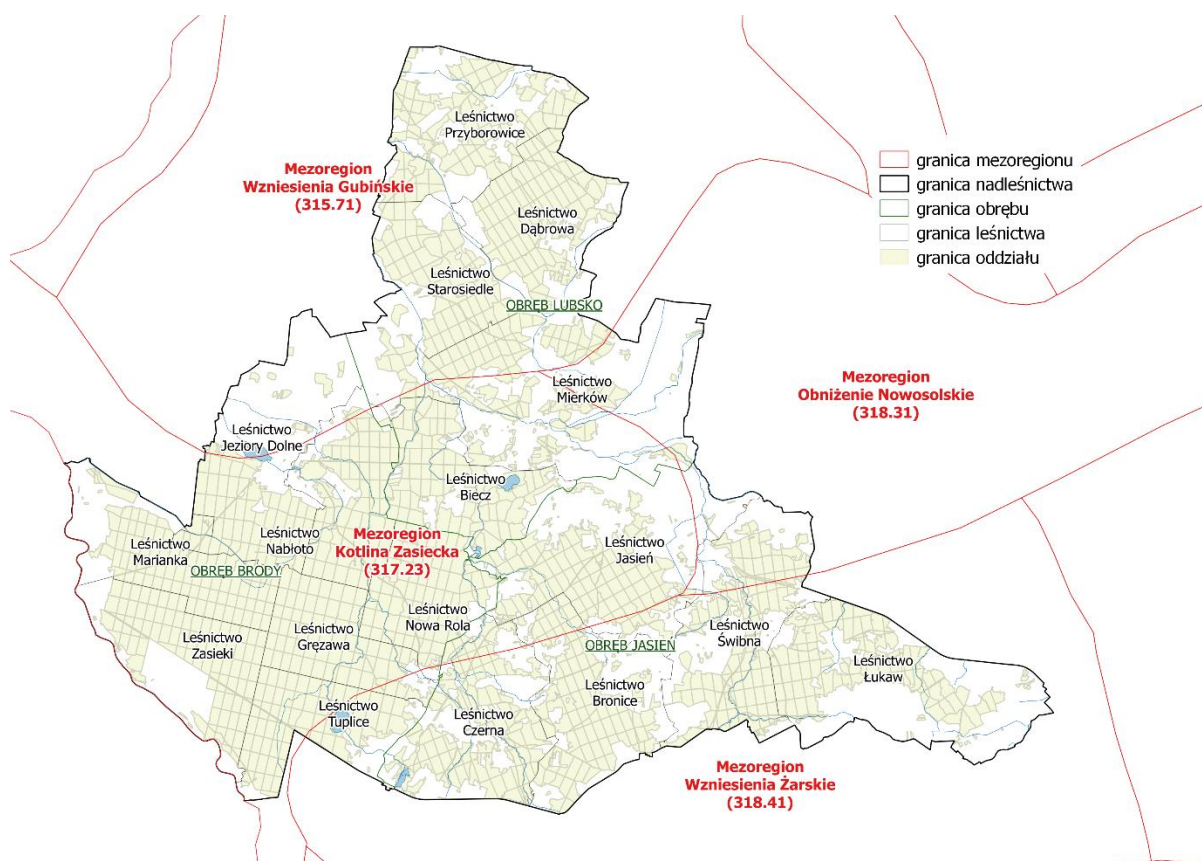 Leśnictwo
Przyborowice
Mezoregion
Wzniesienia Gubińskie
(315.71)
granica mezoregionu
granica nadleśnictwa
granica obrębu
granica leśnictwa
granica oddziału
Leśnictwo
Dąbrowa
Leśnictwo
Starosiedle
OBRĘB LUBSKO
Leśnictwo
Mierków
Mezoregion
Obniżenie Nowosolskie
(318.31)
Leśnictwo
Jeziory Dolne
Leśnictwo
Biecz
Leśnictwo
Marianka
Leśnictwo
Nabłoto
Mezoregion
Kotlina Zasiecka
(317.23)
Leśnictwo
Jasień
OBRĘB BRODY
Leśnictwo
Zasieki
Leśnictwo
Gręzawa
Leśnictwo
Nowa Rola
OBRĘB JASIEŃ
Leśnictwo
Świbna
Leśnictwo
Łukaw
Leśnictwo
Tuplice
Leśnictwo
Czerna
Leśnictwo
Bronice
Mezoregion
Wzniesienia Żarskie
(318.41)